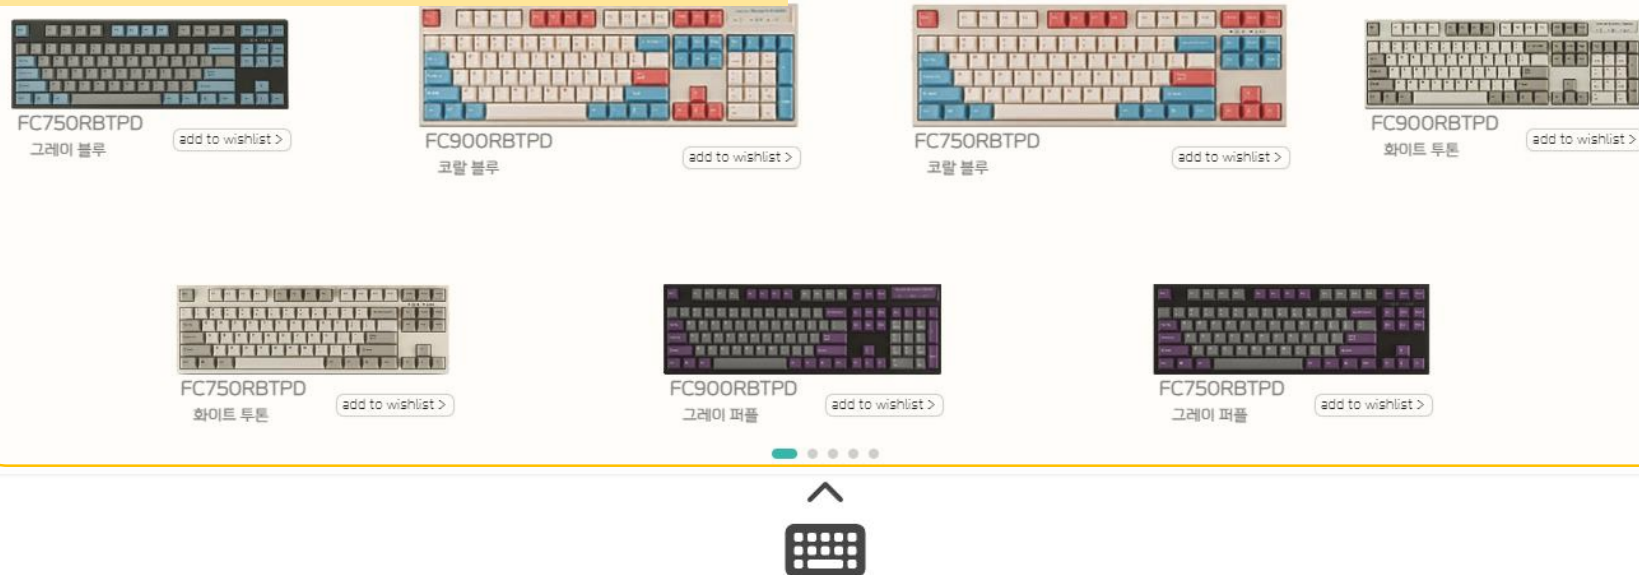 FC750RBTPD
그레이 블루
add to wishlist >
FC900RBTPD
코랄 블루
add to wishlist >
FC750RBTPD
코랄 블루
add to wishlist >
FC900RBTPD
화이트 투톤
add to wishlist >
FC750RBTPD
화이트 투톤
add to wishlist >
FC900RBTPD
그레이 퍼플
add to wishlist >
FC750RBTPD
그레이 퍼플
add to wishlist >